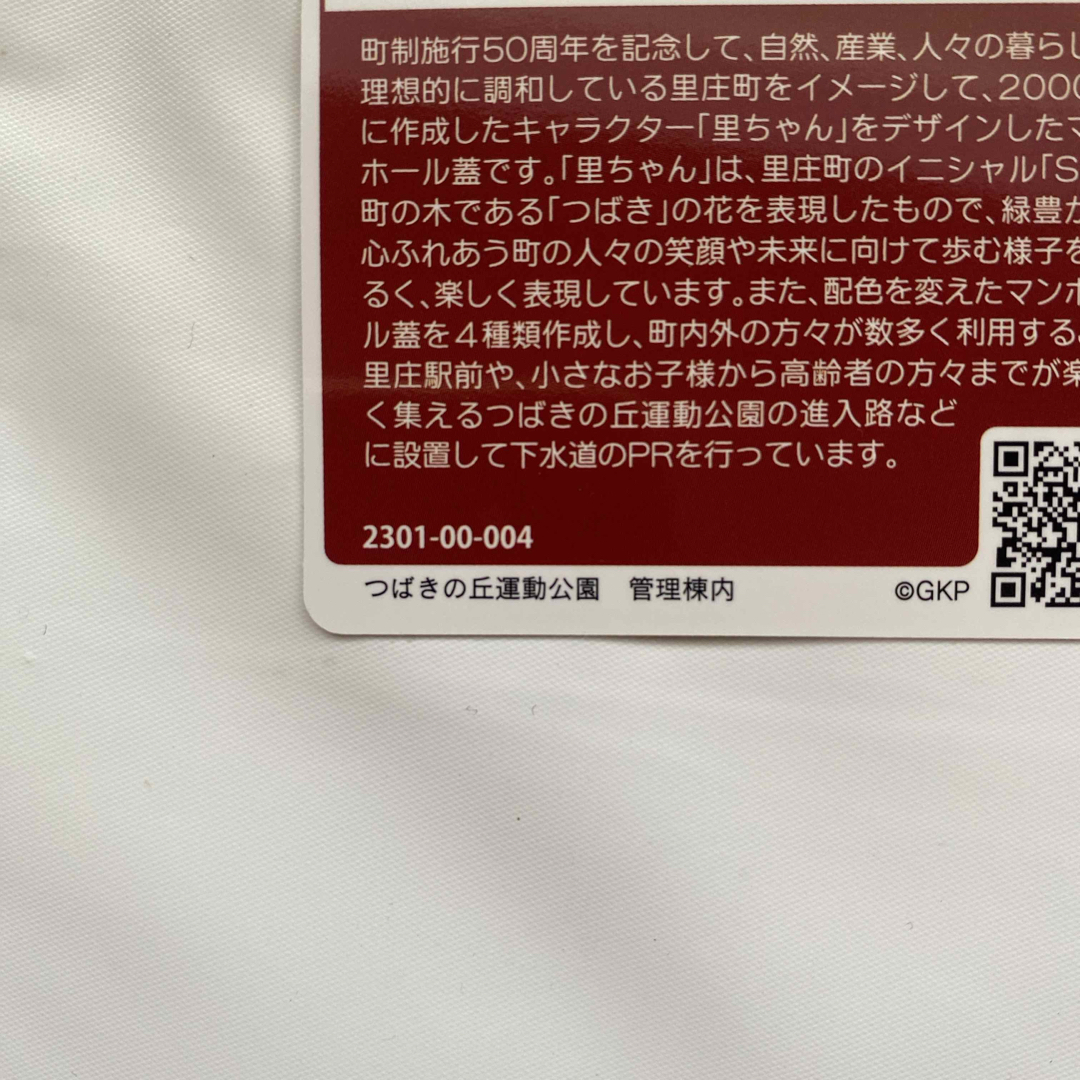 町制施行50周年を記念して、自然、産業、人々の暮らし
理想的に調和している里庄町をイメージして、2000
に作成したキャラクター「里ちゃん」をデザインしたマ
ホール蓋です。「里ちゃん」は、里庄町のイニシャル「S
町の木である「つばき」の花を表現したもので、緑豊か
心ふれあう町の人々の笑顔や未来に向けて歩む様子を
るく、楽しく表現しています。また、配色を変えたマンホ
ル蓋を4種類作成し、町内外の方々が数多く利用する
里庄駅前や、小さなお子様から高齢者の方々までが楽
く集えるつばきの丘運動公園の進入路など
に設置して下水道のPRを行っています。
2301-00-004
つばきの丘運動公園　管理棟内
©GKP